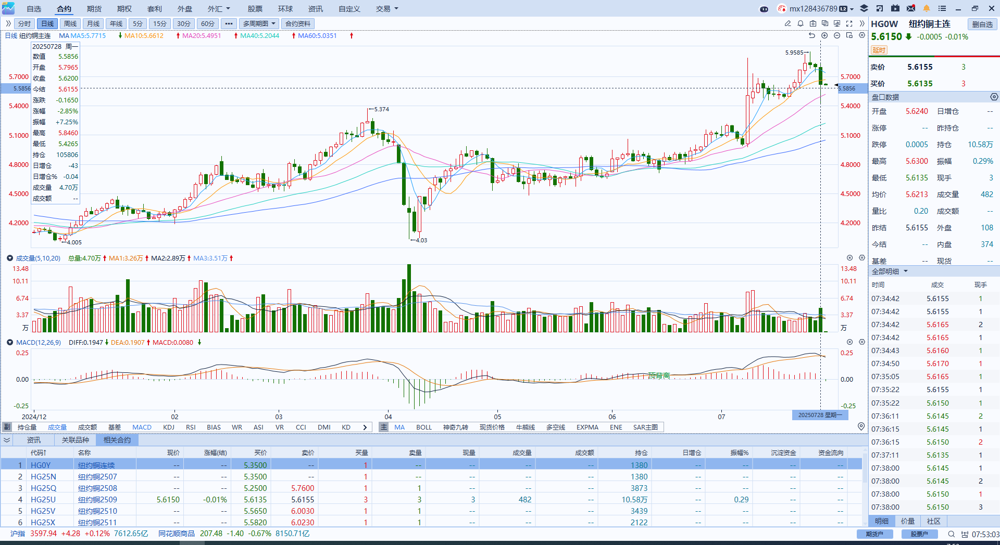 自选 合约 期货 期权 套利 外盘 外汇 股票 环球 资讯 自定义 交易 mx128436789 L2
分时 日线 周线 月线 年线 5分 15分 30分 60分 ••• 多周期图 合约资料
日线 纽约铜主连 MA MA5:5.7715 MA10:5.6612 MA20:5.4951 MA40:5.2044 MA60:5.0351
20250728 周一
数值 5.5856
开盘 5.7965
收盘 5.6200
今结 5.6155
涨跌 -0.1650
涨幅 -2.85%
振幅 +7.25%
最高 5.8460
最低 5.4265
持仓 105806
日增仓 -43
日增仓% -0.04
成交量 4.70万
成交额 --
5.7000 5.7000
5.5856 5.5856
5.4000 5.4000
5.1000 5.1000
4.8000 4.8000
4.5000 4.5000
4.2000 4.2000
5.9585
5.374
4.03
4.005
成交量(5,10,20) 总量:4.70万 MA1:3.26万 MA2:2.89万 MA3:3.51万
13.48 13.48
10.11 10.11
6.74 6.74
3.37 3.37
万 万
MACD(12,26,9) DIFF:0.1947 DEA:0.1907 MACD:0.0080
0.25 0.25
0.00 顶背离 0.00
-0.25 -0.25
2024/12 02 03 04 05 06 07 20250728 星期一
副 持仓量 成交量 成交额 基差 MACD KDJ RSI BIAS WR ASI VR CCI DMI KD 主 MA BOLL 神奇九转 现货价格 牛熊线 多空线 EXPMA ENE SAR主图
资讯 关联品种 相关合约
代码↑ 名称 现价 涨幅(结) 买价 卖价 买量 卖量 现量 成交量 成交额 持仓 日增仓 振幅% 沉淀资金 资金流向
1 HG0Y 纽约铜连续 -- -- 5.3500 -- 1 -- -- -- -- 1380 -- -- -- --
2 HG25N 纽约铜2507 -- -- 5.3500 -- 1 -- -- -- -- 1380 -- -- -- --
3 HG25Q 纽约铜2508 -- -- 5.2500 5.7600 1 1 -- -- -- 3873 -- -- -- --
4 HG25U 纽约铜2509 5.6150 -0.01% 5.6135 5.6155 3 3 3 482 -- 10.58万 -- 0.29 -- --
5 HG25V 纽约铜2510 -- -- 5.5650 6.0030 1 1 -- -- -- 3439 -- -- -- --
6 HG25X 纽约铜2511 -- -- 5.5820 6.0230 1 1 -- -- -- 2122 -- -- -- --
沪指 3597.94 +4.28 +0.12% 7612.65亿 同花顺商品 207.48 -1.40 -0.67% 8150.71亿
HG0W 纽约铜主连 删自选
5.6150 -0.0005 -0.01%
延时
卖价 5.6155 3
买价 5.6135 3
盘口数据
开盘 5.6240 日增仓 --
涨停 -- 昨持仓 --
跌停 0.0005 持仓 10.58万
最高 5.6300 振幅 0.29%
最低 5.6135 现手 3
均价 5.6213 成交量 482
量比 0.20 成交额 --
昨结 5.6155 外盘 108
今结 -- 内盘 374
基差 -- 现货 --
全部明细
时间 成交 现手
07:34:42 5.6155 1
07:34:42 5.6155 1
07:34:42 5.6165 2
07:34:42 5.6165 1
07:34:43 5.6160 1
07:34:50 5.6170 1
07:35:05 5.6165 1
07:35:22 5.6155 1
07:35:22 5.6150 1
07:36:11 5.6145 2
07:36:15 5.6145 1
07:36:15 5.6150 2
07:37:11 5.6135 1
07:38:00 5.6145 1
07:38:00 5.6145 2
07:38:00 5.6150 1
07:38:00 5.6150 3
明细 价量 社区
期货户 股票户 07:53:03